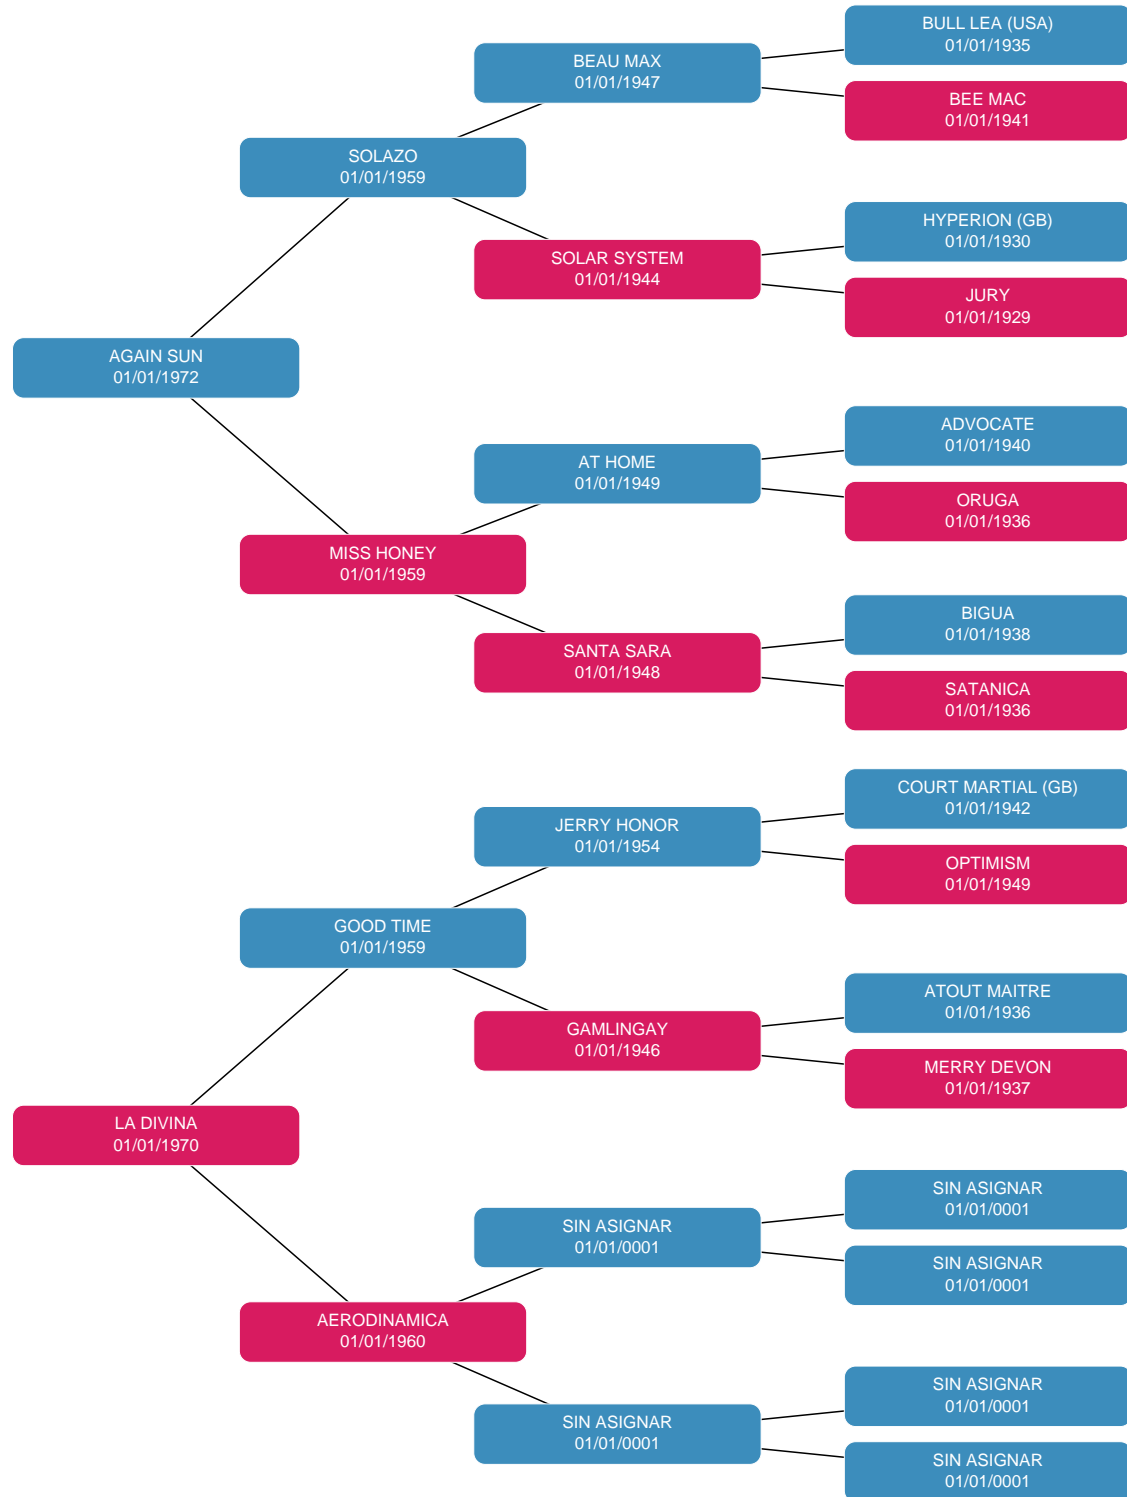 BULL LEA (USA)
01/01/1935
BEAU MAX
01/01/1947
BEE MAC
01/01/1941
SOLAZO
01/01/1959
HYPERION (GB)
01/01/1930
SOLAR SYSTEM
01/01/1944
JURY
01/01/1929
AGAIN SUN
01/01/1972
ADVOCATE
01/01/1940
AT HOME
01/01/1949
ORUGA
01/01/1936
MISS HONEY
01/01/1959
BIGUA
01/01/1938
SANTA SARA
01/01/1948
SATANICA
01/01/1936
COURT MARTIAL (GB)
01/01/1942
JERRY HONOR
01/01/1954
OPTIMISM
01/01/1949
GOOD TIME
01/01/1959
ATOUT MAITRE
01/01/1936
GAMLINGAY
01/01/1946
MERRY DEVON
01/01/1937
LA DIVINA
01/01/1970
SIN ASIGNAR
01/01/0001
SIN ASIGNAR
01/01/0001
SIN ASIGNAR
01/01/0001
AERODINAMICA
01/01/1960
SIN ASIGNAR
01/01/0001
SIN ASIGNAR
01/01/0001
SIN ASIGNAR
01/01/0001